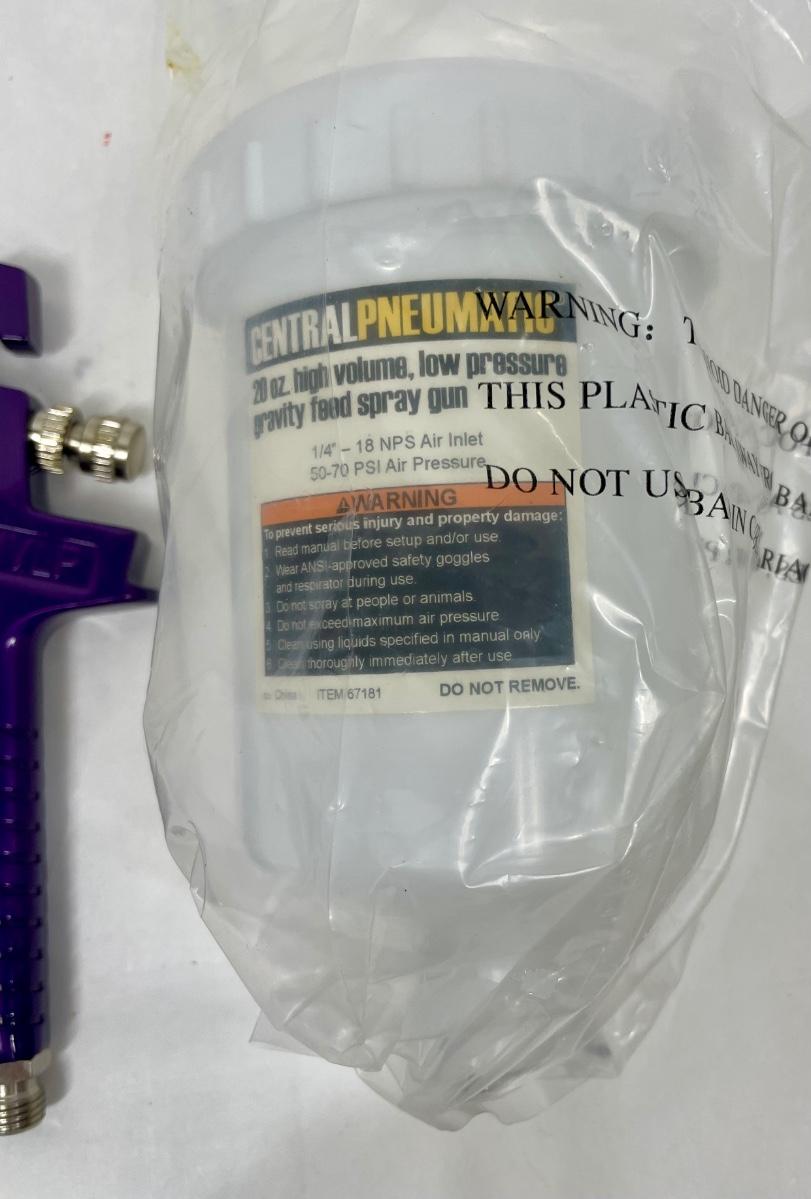 CENTRALPNEUMATIC
20 oz. high volume, low pressure
gravity feed spray gun
1/4" – 18 NPS Air Inlet
50-70 PSI Air Pressure
WARNING
To prevent serious injury and property damage:
1. Read manual before setup and/or use.
2. Wear ANSI-approved safety goggles
and respirator during use.
3. Do not spray at people or animals.
4. Do not exceed maximum air pressure
5. Clean using liquids specified in manual only
6. Clean thoroughly immediately after use
China ITEM 67181 DO NOT REMOVE.
WARNING: T
DANGER
THIS PLASTIC
DO NOT US